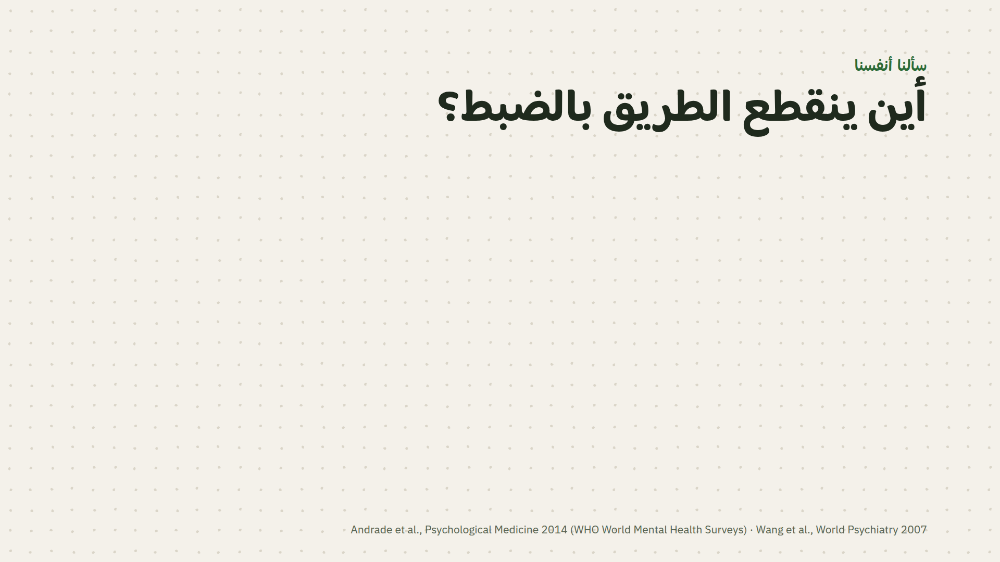 سألنا أنفسنا
أين ينقطع الطريق بالضبط؟
Andrade et al., Psychological Medicine 2014 (WHO World Mental Health Surveys) · Wang et al., World Psychiatry 2007